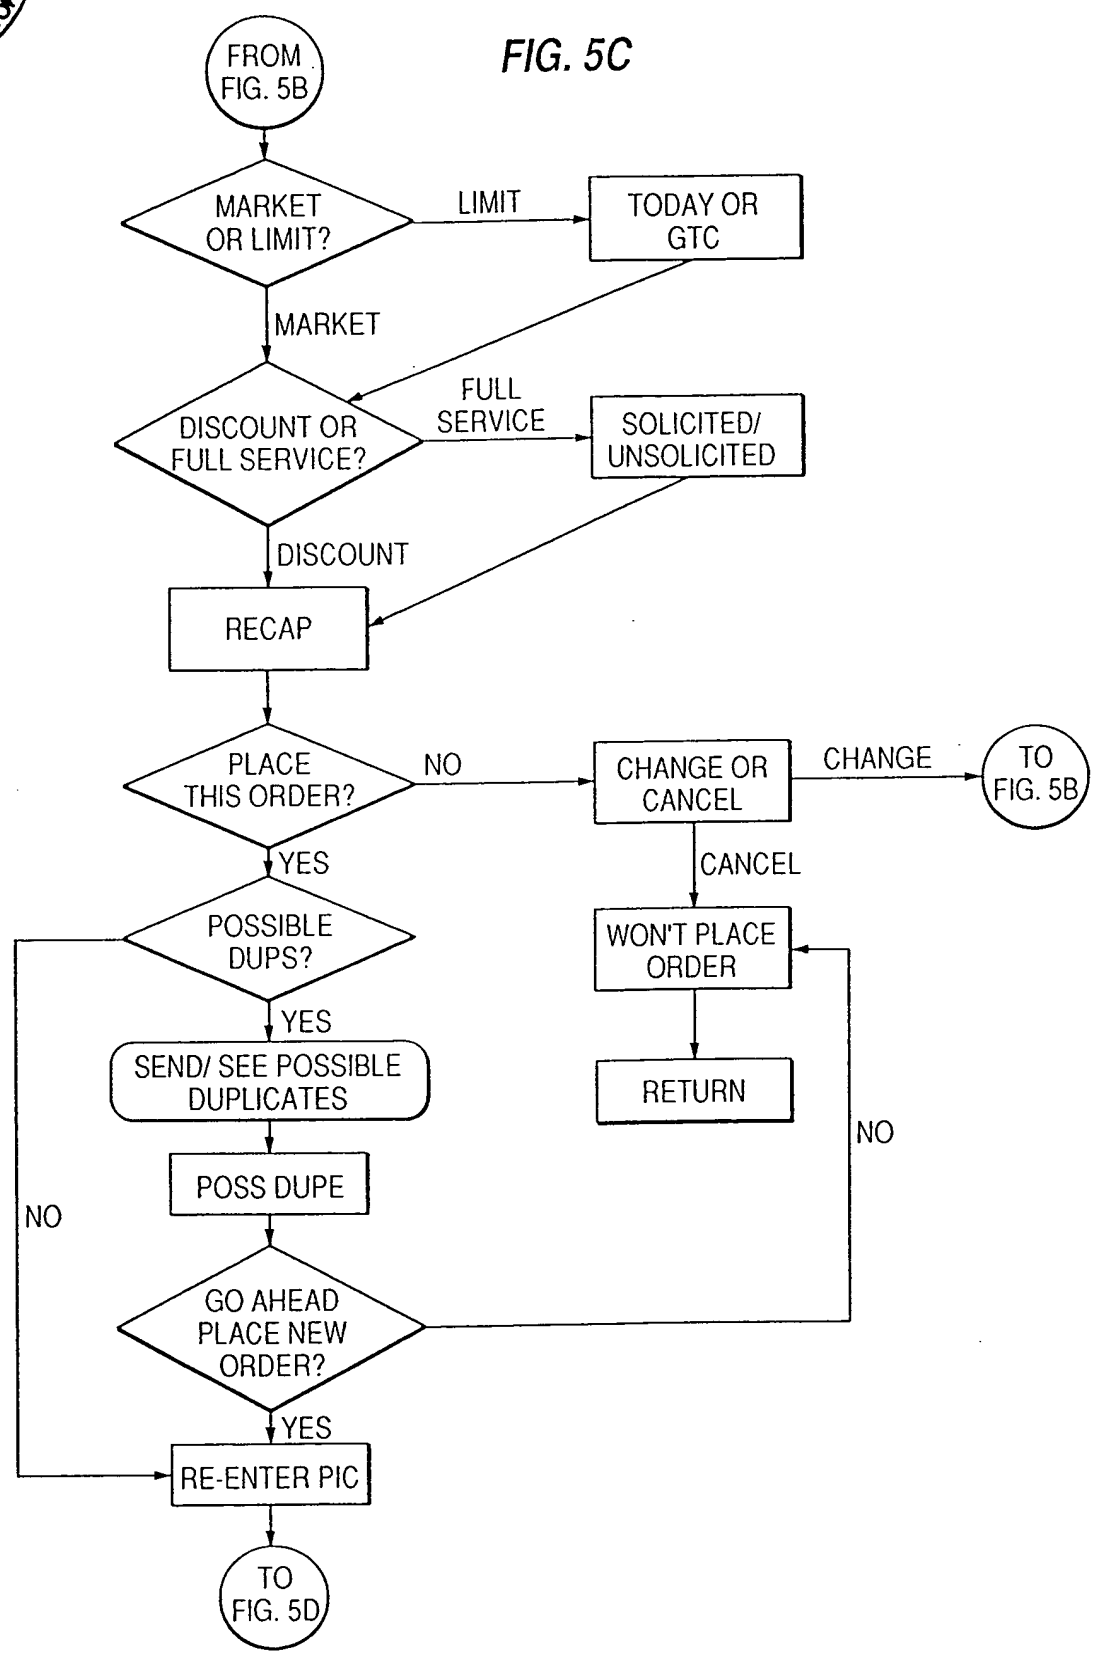 FIG. 5C
FROM
FIG. 5B
MARKET
OR LIMIT?
LIMIT
TODAY OR
GTC
MARKET
DISCOUNT OR
FULL SERVICE?
FULL
SERVICE
SOLICITED/
UNSOLICITED
DISCOUNT
RECAP
PLACE
THIS ORDER?
NO
CHANGE OR
CANCEL
CHANGE
TO
FIG. 5B
YES
CANCEL
POSSIBLE
DUPS?
WON'T PLACE
ORDER
YES
SEND/ SEE POSSIBLE
DUPLICATES
RETURN
NO
POSS DUPE
NO
GO AHEAD
PLACE NEW
ORDER?
YES
RE-ENTER PIC
TO
FIG. 5D